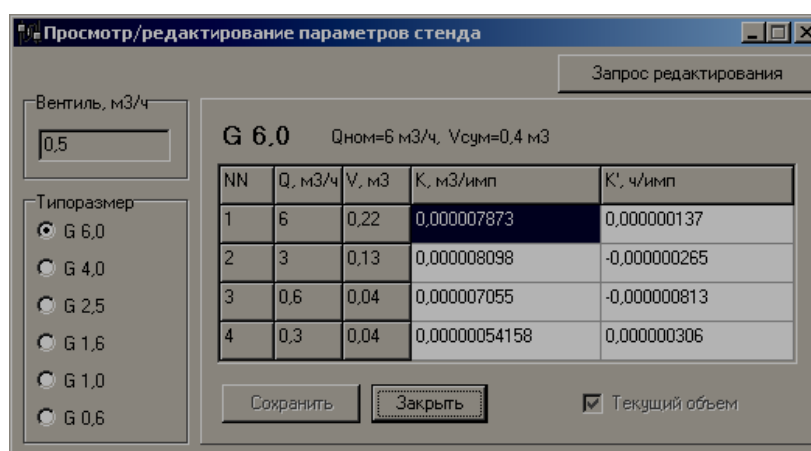 Просмотр/редактирование параметров стенда
Запрос редактирования
Вентиль, м3/ч
0,5
Типоразмер
G 6,0
G 4,0
G 2,5
G 1,6
G 1,0
G 0,6
G 6,0 Qном=6 м3/ч, Vсум=0,4 м3
NN Q, м3/ч V, м3 К, м3/имп К', ч/имп
1 6 0,22 0,000007873 0,000000137
2 3 0,13 0,000008098 -0,000000265
3 0,6 0,04 0,000007055 -0,000000813
4 0,3 0,04 0,00000054158 0,000000306
Сохранить Закрыть Текущий объем